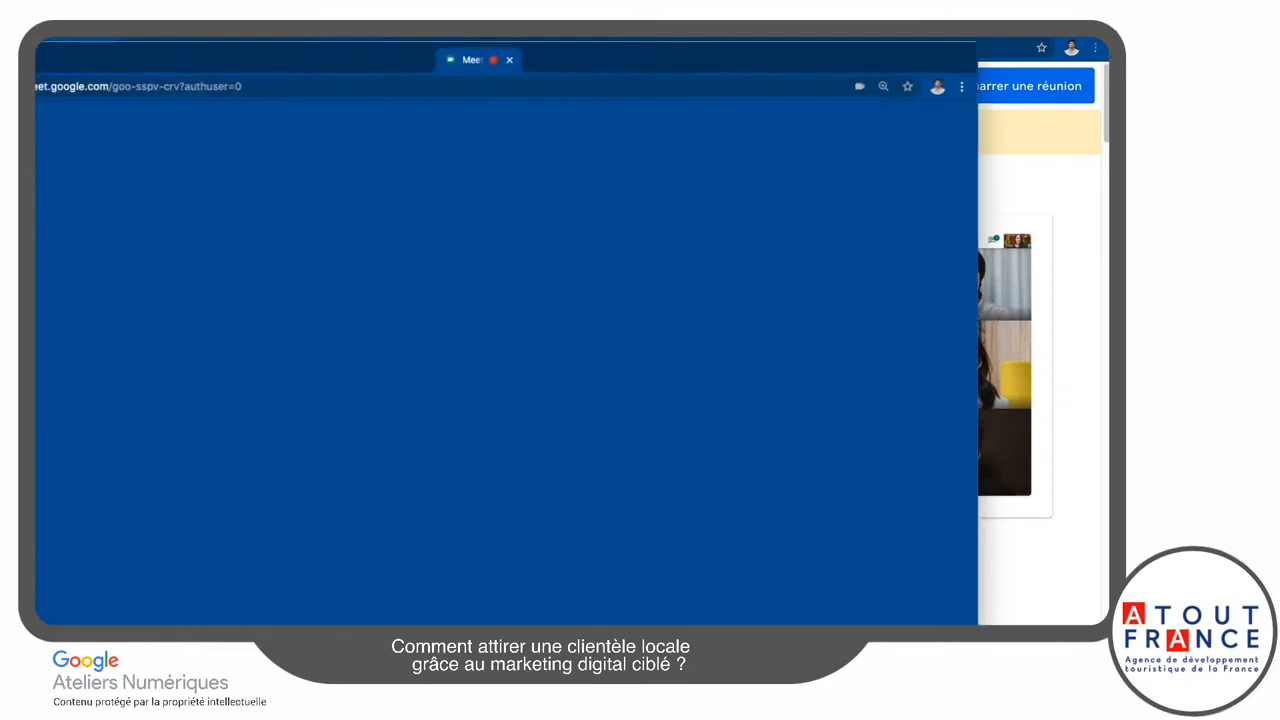 Meet
eet.google.com/goo-sspv-crv?authuser=0
arrer une réunion
Comment attirer une clientèle locale
grâce au marketing digital ciblé ?
Google
Ateliers Numériques
Contenu protégé par la propriété intellectuelle
ATOUT
FRANCE
Agence de développement
touristique de la France